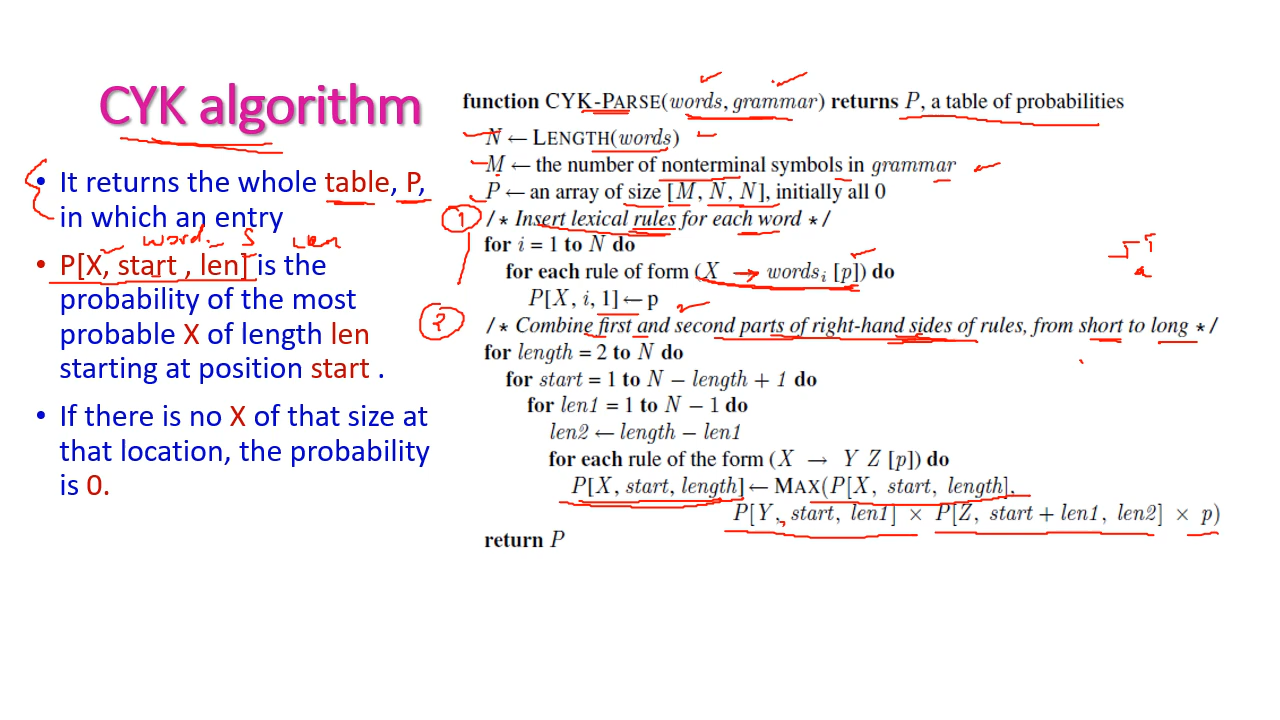 CYK algorithm
• It returns the whole table, P,
in which an entry
word S Len
• P[X, start , len] is the
probability of the most
probable X of length len
starting at position start .
• If there is no X of that size at
that location, the probability
is 0.
function CYK-PARSE(words, grammar) returns P, a table of probabilities
N ← LENGTH(words)
M ← the number of nonterminal symbols in grammar
P ← an array of size [M, N, N], initially all 0
1 /* Insert lexical rules for each word */
for i = 1 to N do
for each rule of form (X → words i [p]) do
P[X, i, 1] ← p
2 /* Combine first and second parts of right-hand sides of rules, from short to long */
for length = 2 to N do
for start = 1 to N − length + 1 do
for len1 = 1 to N − 1 do
len2 ← length − len1
for each rule of the form (X → Y Z [p]) do
P[X, start, length] ← MAX(P[X, start, length],
P[Y, start, len1] × P[Z, start + len1, len2] × p)
return P